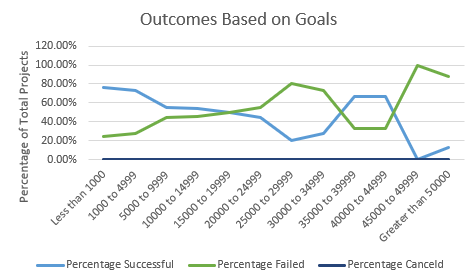 Outcomes Based on Goals
Percentage of Total Projects
120.00%
100.00%
80.00%
60.00%
40.00%
20.00%
0.00%
Less than 1000
1000 to 4999
5000 to 9999
10000 to 14999
15000 to 19999
20000 to 24999
25000 to 29999
30000 to 34999
35000 to 39999
40000 to 44999
45000 to 49999
Greater than 50000
Percentage Successful
Percentage Failed
Percentage Canceld